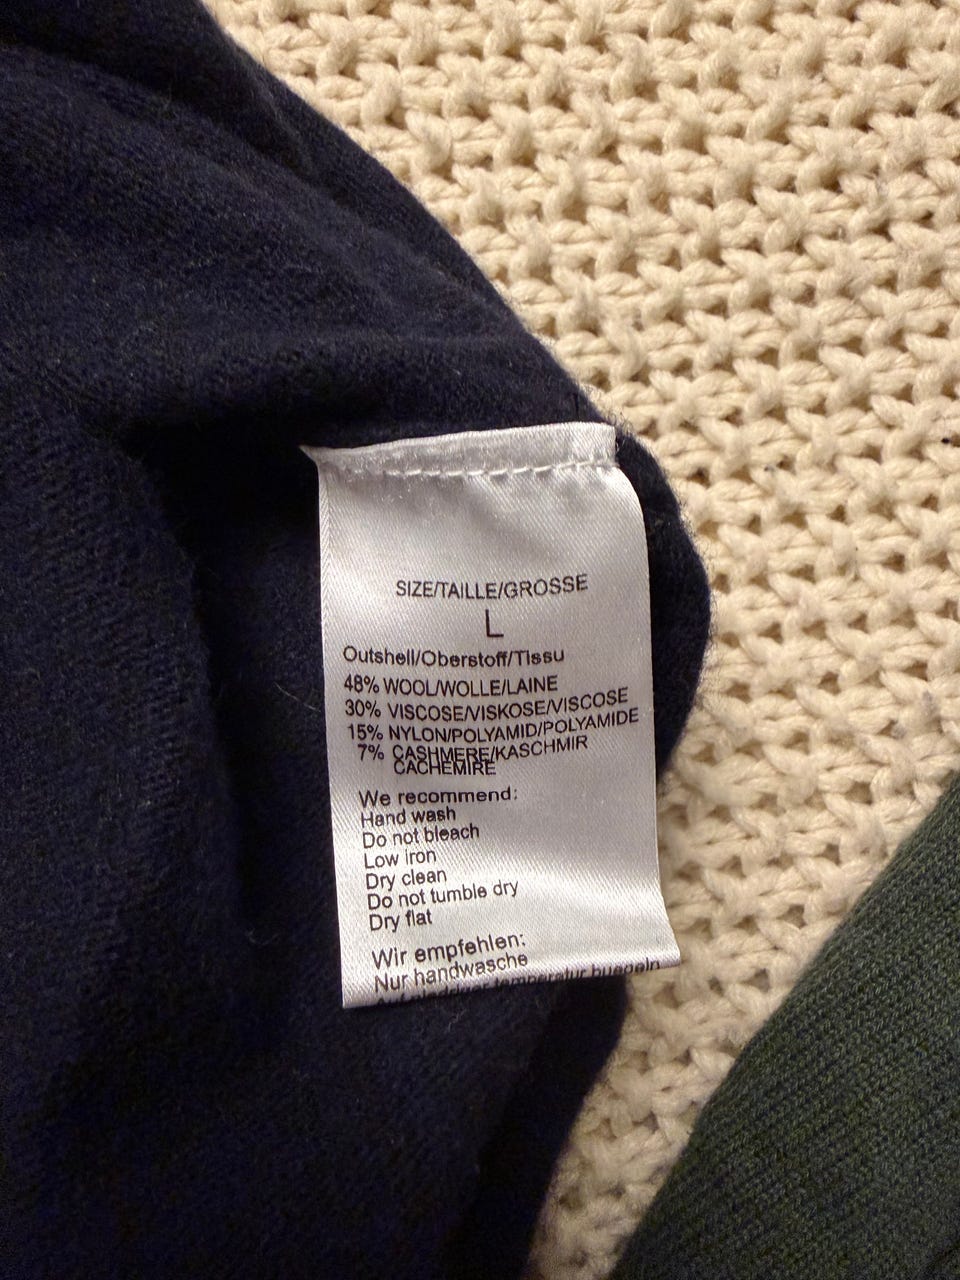 SIZE/TAILLE/GROSSE
L
Outshell/Oberstoff/Tissu
48% WOOL/WOLLE/LAINE
30% VISCOSE/VISKOSE/VISCOSE
15% NYLON/POLYAMID/POLYAMIDE
7% CASHMERE/KASCHMIR
CACHEMIRE
We recommend:
Hand wash
Do not bleach
Low iron
Dry clean
Do not tumble dry
Dry flat
Wir empfehlen:
Nur handwasche
temperatur buegeln